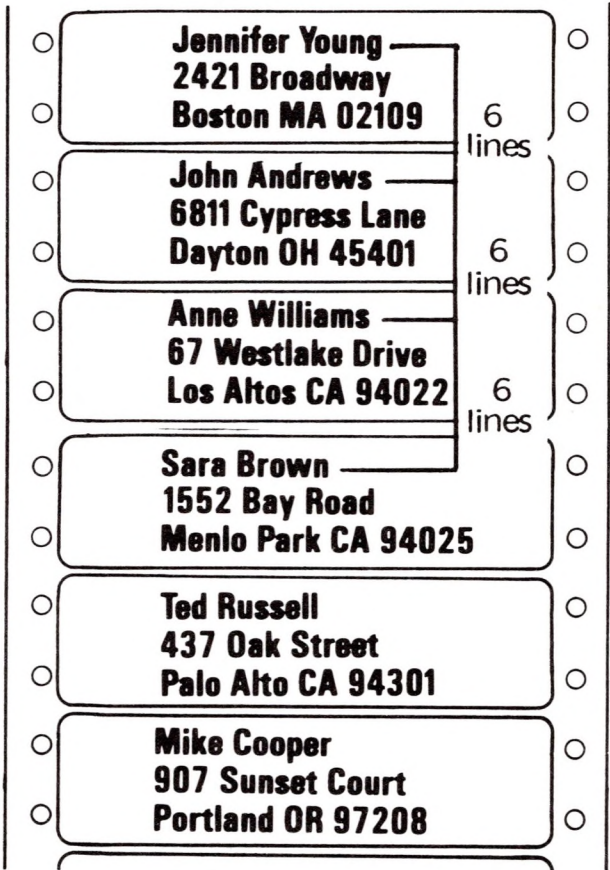 Jennifer Young
2421 Broadway
Boston MA 02109
6
lines
John Andrews
6811 Cypress Lane
Dayton OH 45401
6
lines
Anne Williams
67 Westlake Drive
Los Altos CA 94022
6
lines
Sara Brown
1552 Bay Road
Menlo Park CA 94025
Ted Russell
437 Oak Street
Palo Alto CA 94301
Mike Cooper
907 Sunset Court
Portland OR 97208